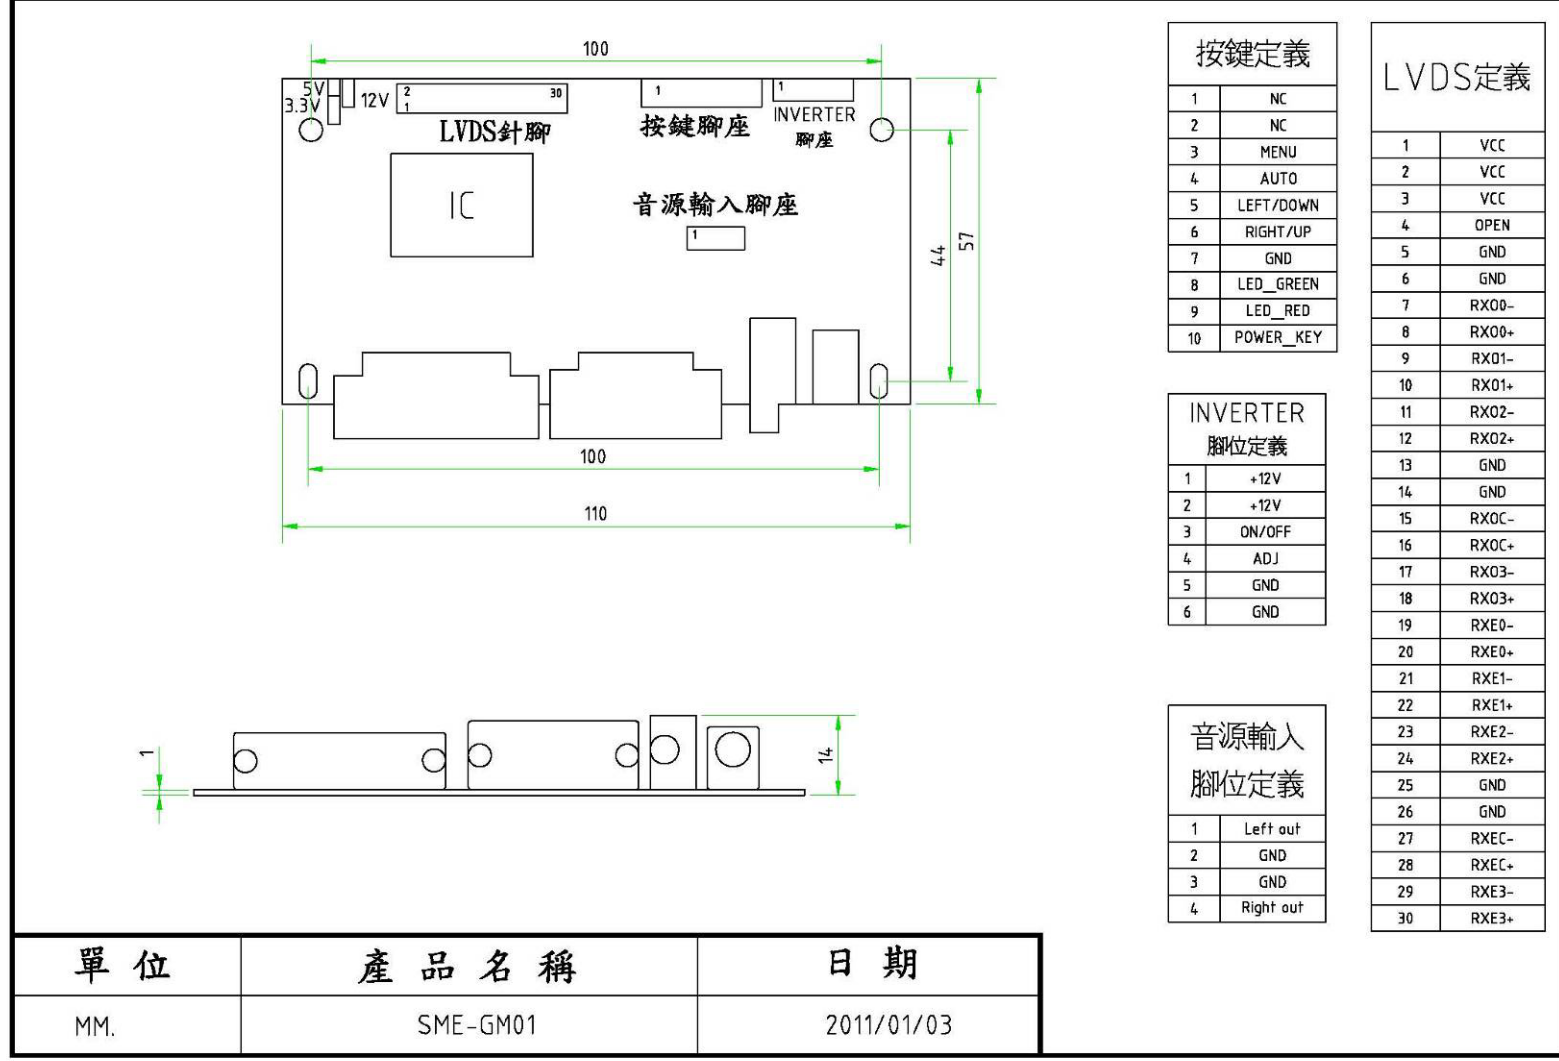 100
5V
3.3V
12V
2
30
1
LVDS針腳
1
按鍵腳座
1
INVERTER
腳座
IC
音源輸入腳座
1
44
57
100
110
1
14
按鍵定義
1 NC
2 NC
3 MENU
4 AUTO
5 LEFT/DOWN
6 RIGHT/UP
7 GND
8 LED_GREEN
9 LED_RED
10 POWER_KEY
INVERTER
腳位定義
1 +12V
2 +12V
3 ON/OFF
4 ADJ
5 GND
6 GND
音源輸入
腳位定義
1 Left out
2 GND
3 GND
4 Right out
LVDS定義
1 VCC
2 VCC
3 VCC
4 OPEN
5 GND
6 GND
7 RXO0-
8 RXO0+
9 RXO1-
10 RXO1+
11 RXO2-
12 RXO2+
13 GND
14 GND
15 RXOC-
16 RXOC+
17 RXO3-
18 RXO3+
19 RXE0-
20 RXE0+
21 RXE1-
22 RXE1+
23 RXE2-
24 RXE2+
25 GND
26 GND
27 RXEC-
28 RXEC+
29 RXE3-
30 RXE3+
單位 產品名稱 日期
MM. SME-GM01 2011/01/03